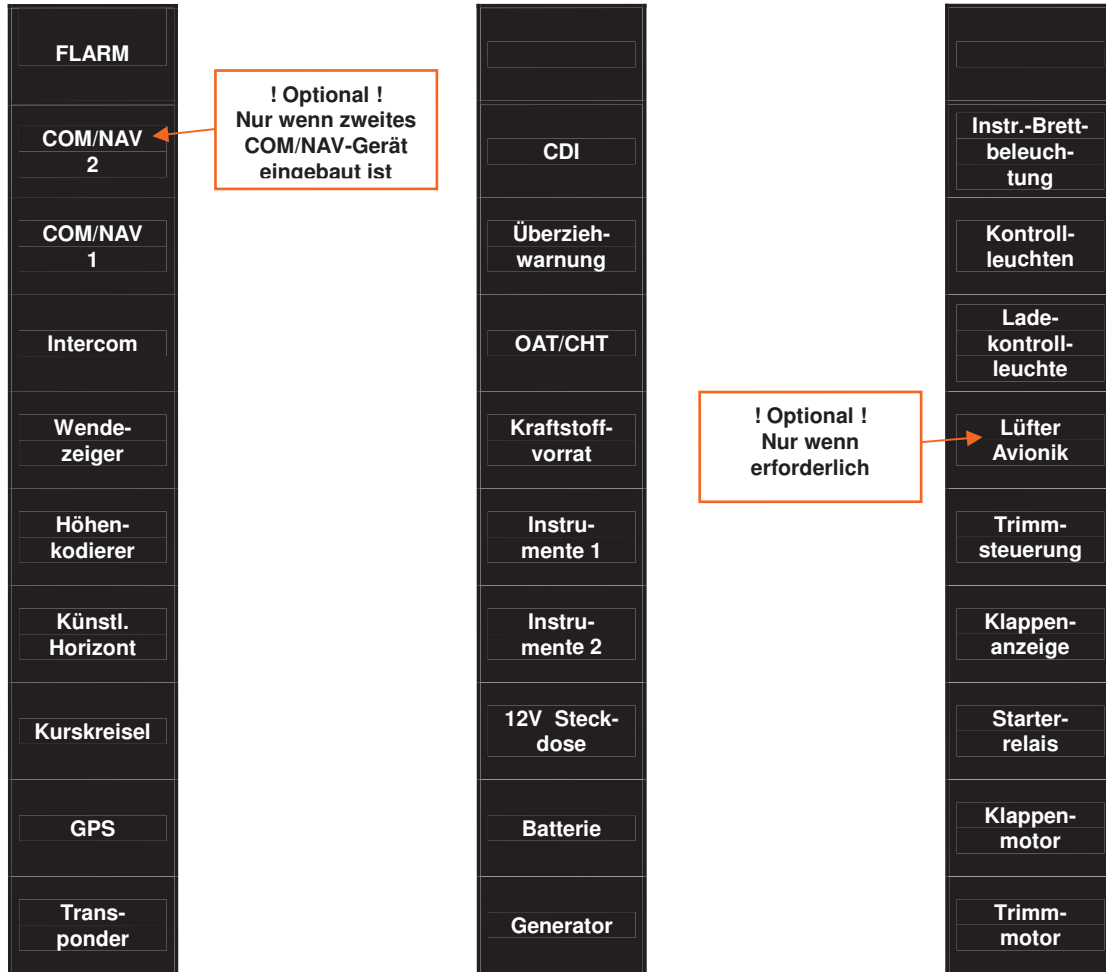 FLARM
COM/NAV
2
COM/NAV
1
Intercom
Wende-
zeiger
Höhen-
kodierer
Künstl.
Horizont
Kurskreisel
GPS
Trans-
ponder
! Optional !
Nur wenn zweites
COM/NAV-Gerät
eingebaut ist
CDI
Überzieh-
warnung
OAT/CHT
Kraftstoff-
vorrat
Instru-
mente 1
Instru-
mente 2
12V Steck-
dose
Batterie
Generator
! Optional !
Nur wenn
erforderlich
Instr.-Brett-
beleuch-
tung
Kontroll-
leuchten
Lade-
kontroll-
leuchte
Lüfter
Avionik
Trimm-
steuerung
Klappen-
anzeige
Starter-
relais
Klappen-
motor
Trimm-
motor